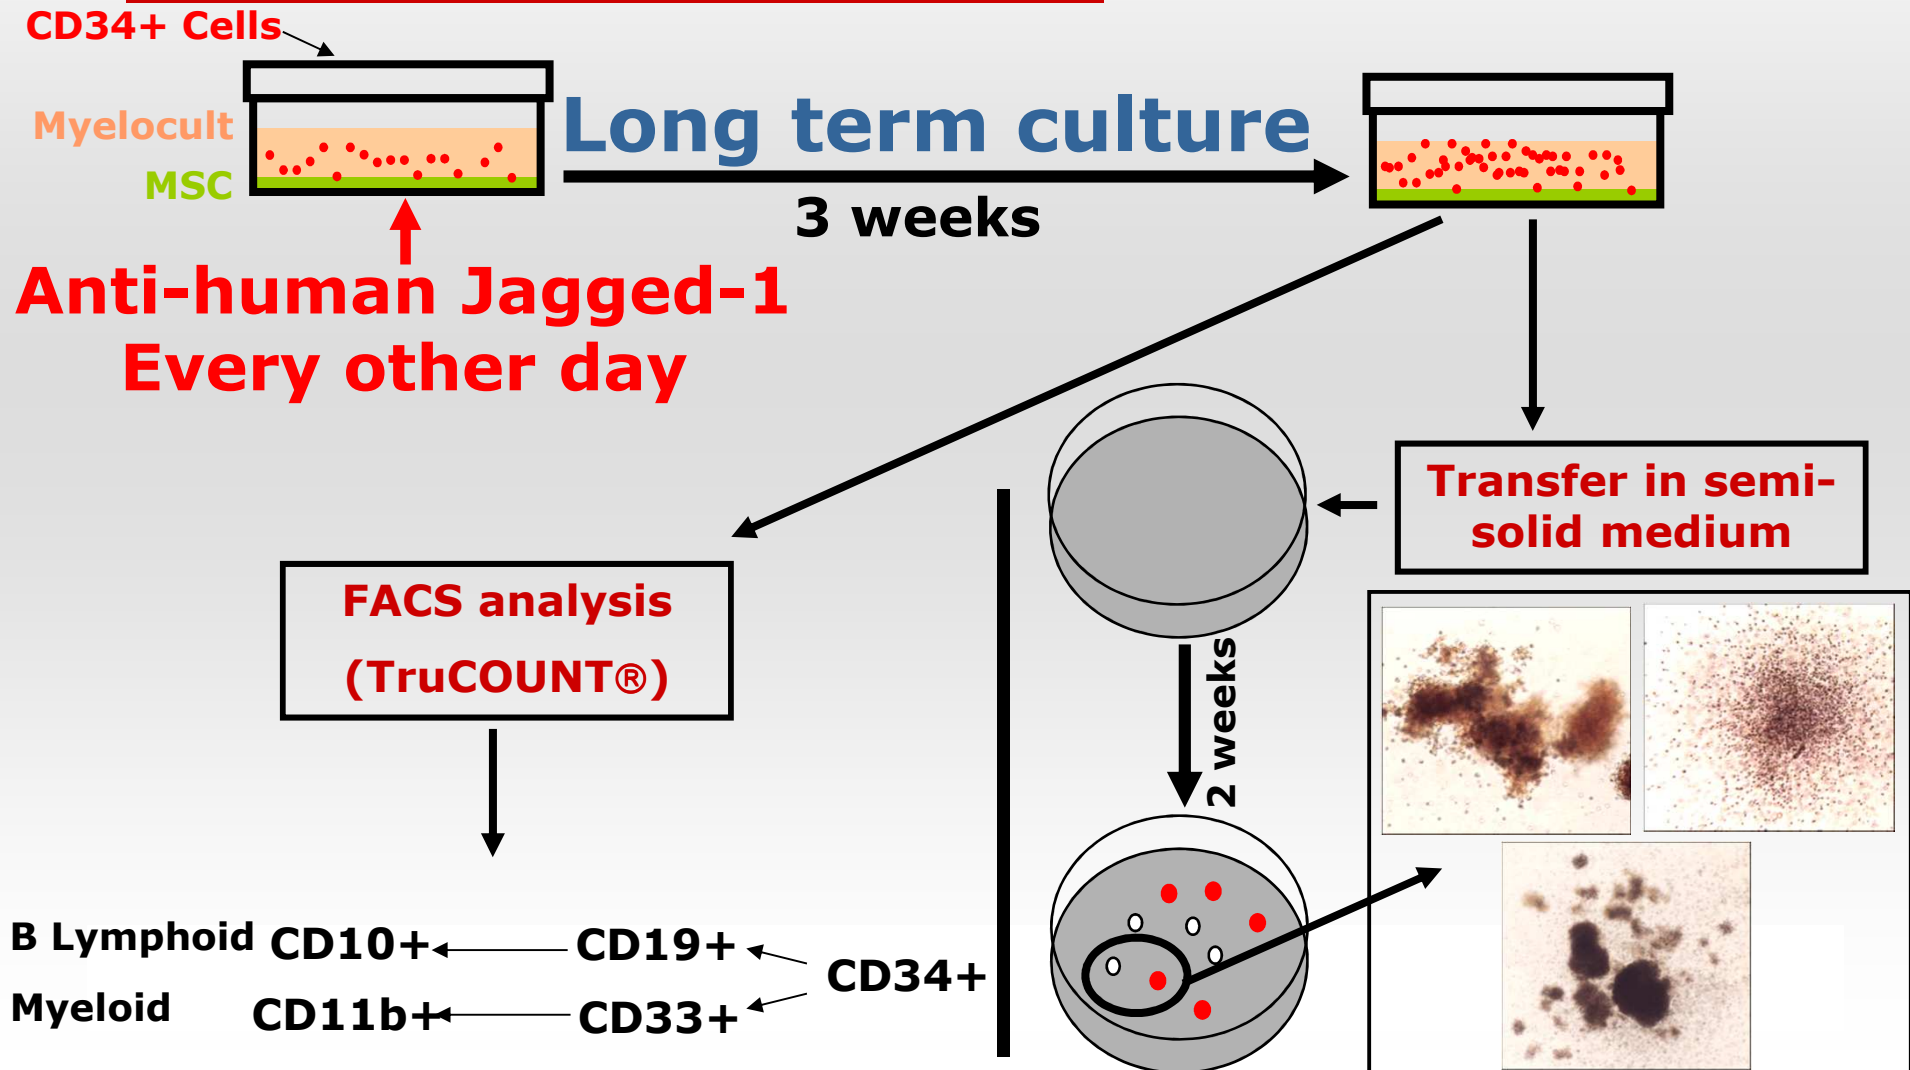 CD34+ Cells
Myelocult
MSC
Long term culture
3 weeks
Anti-human Jagged-1
Every other day
Transfer in semi-
solid medium
FACS analysis
(TruCOUNT®)
2 weeks
B Lymphoid CD10+ CD19+
CD34+
Myeloid CD11b+ CD33+